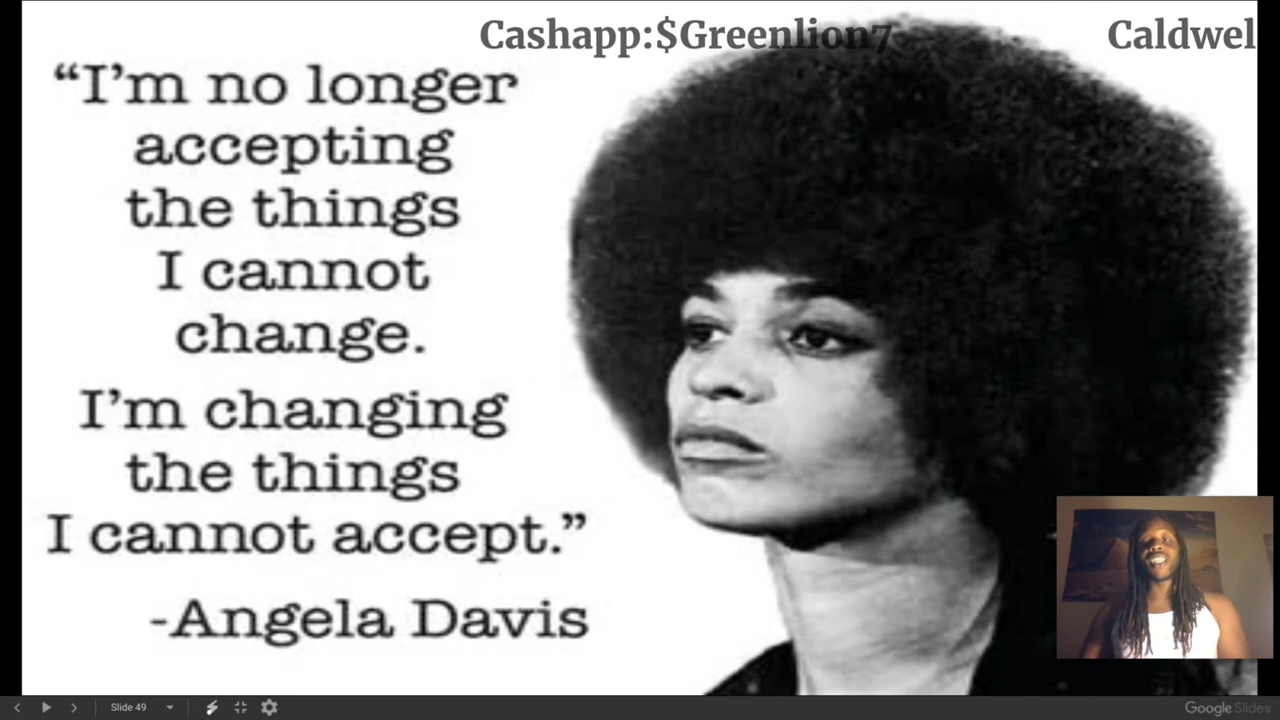 Cashapp:$Greenlion7 Caldwel
“I’m no longer
accepting
the things
I cannot
change.
I’m changing
the things
I cannot accept.”
-Angela Davis
Slide 49
Google Slides